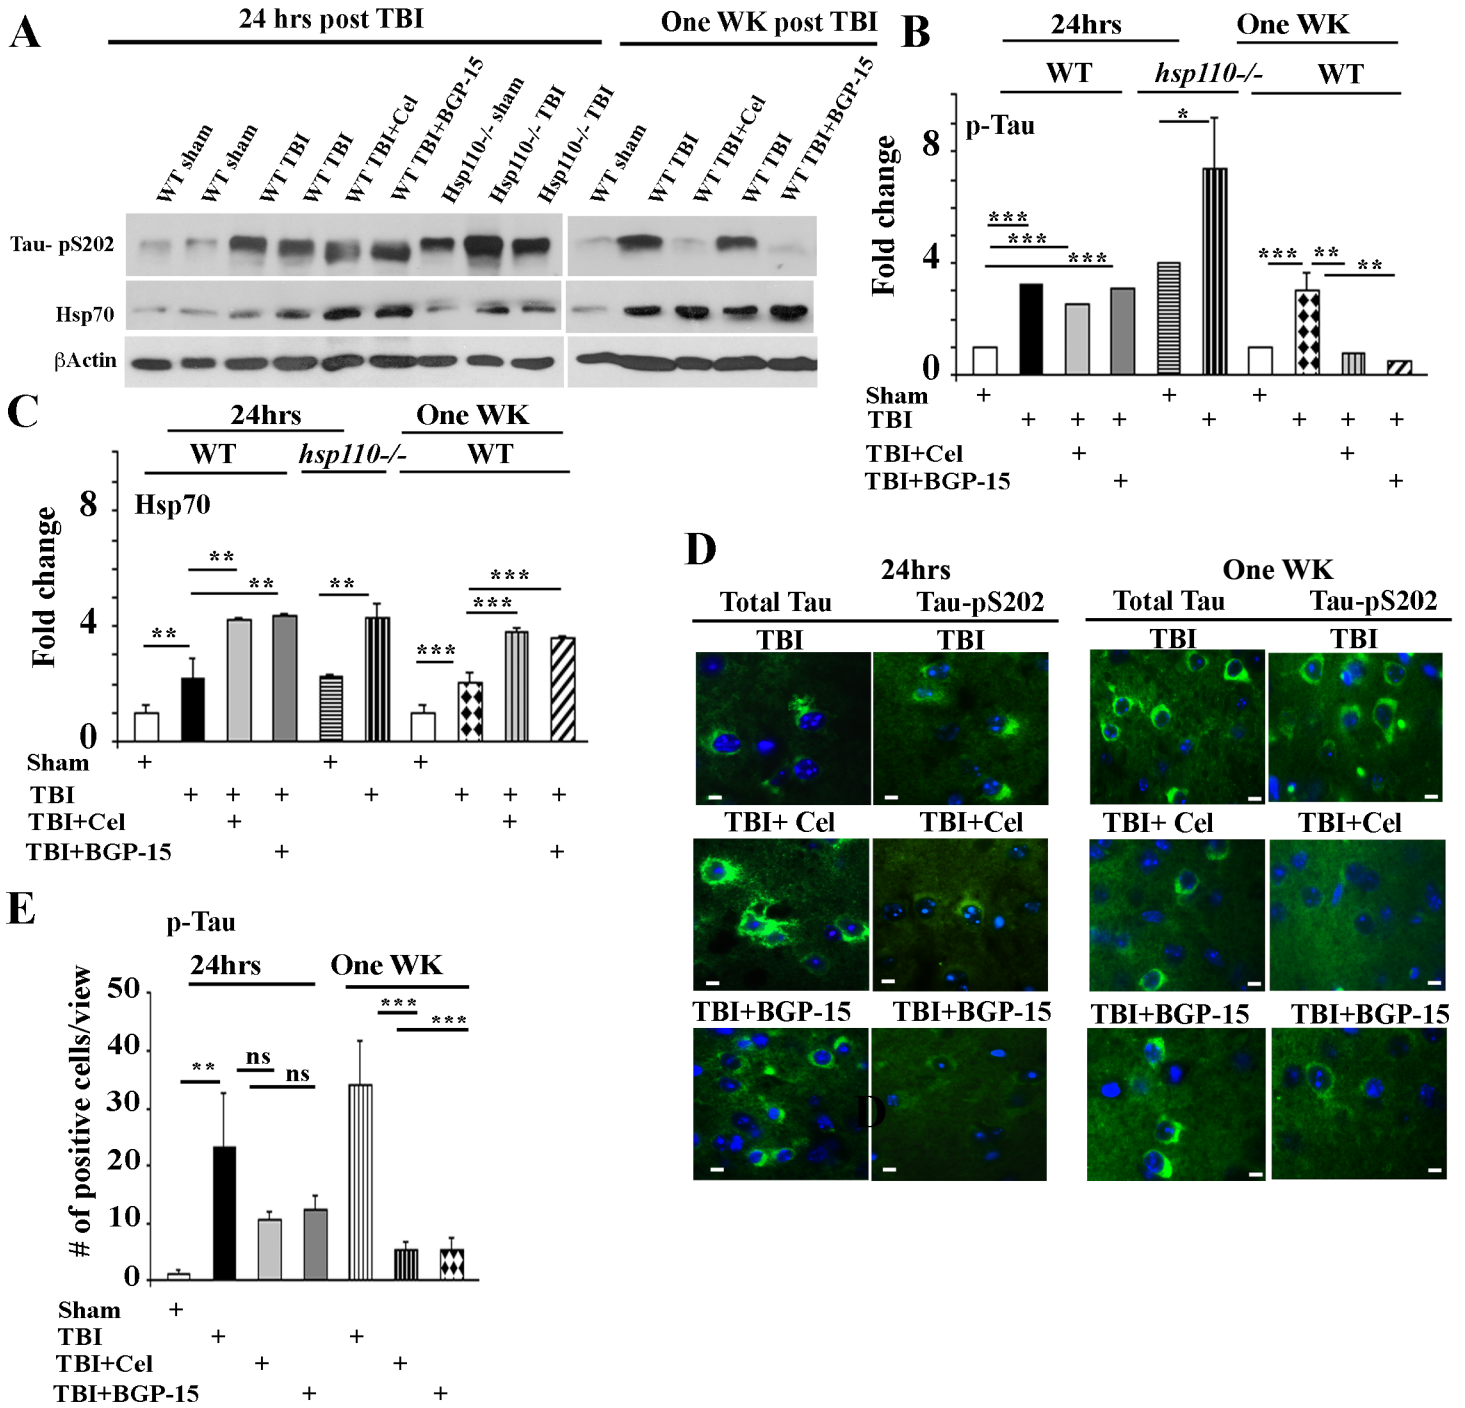 A
24 hrs post TBI
One WK post TBI
WT sham
WT sham
WT TBI
WT TBI
WT TBI+Cel
WT TBI+BGP-15
Hsp110-/- sham
Hsp110-/- TBI
Hsp110-/- TBI
WT sham
WT TBI
WT TBI+Cel
WT TBI
WT TBI+BGP-15
Tau- pS202
Hsp70
βActin
B
24hrs
One WK
WT
hsp110-/-
WT
p-Tau
Fold change
8
4
0
*
***
***
***
***
**
**
Sham + + +
TBI + + + + + + +
TBI+Cel + +
TBI+BGP-15 + +
C
24hrs
One WK
WT
hsp110-/-
WT
Hsp70
Fold change
8
4
0
**
**
**
**
***
***
***
Sham + + +
TBI + + + + + + +
TBI+Cel + +
TBI+BGP-15 + +
D
24hrs
One WK
Total Tau
Tau-pS202
Total Tau
Tau-pS202
TBI
TBI
TBI
TBI
TBI+ Cel
TBI+Cel
TBI+ Cel
TBI+Cel
TBI+BGP-15
TBI+BGP-15
TBI+BGP-15
TBI+BGP-15
D
E
p-Tau
24hrs
One WK
# of positive cells/view
50
40
30
20
10
0
**
ns
ns
***
***
Sham +
TBI + +
TBI+Cel + +
TBI+BGP-15 + +